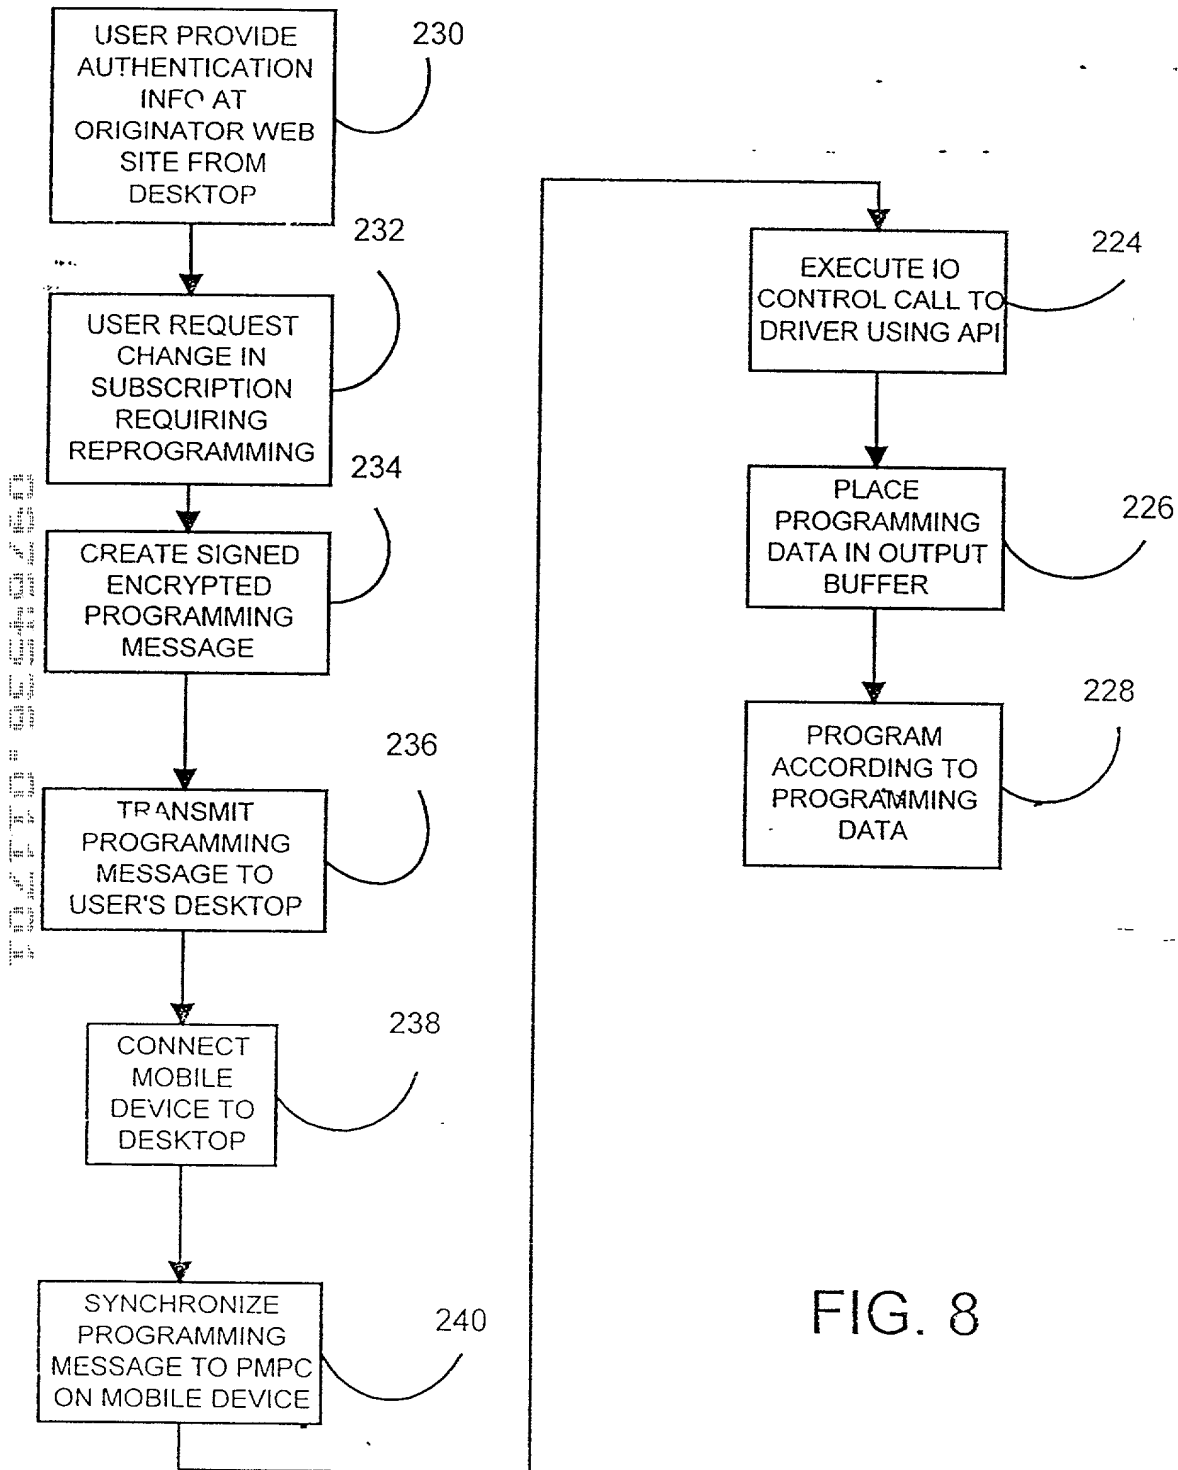 USER PROVIDE
AUTHENTICATION
INFO AT
ORIGINATOR WEB
SITE FROM
DESKTOP
230
USER REQUEST
CHANGE IN
SUBSCRIPTION
REQUIRING
REPROGRAMMING
232
CREATE SIGNED
ENCRYPTED
PROGRAMMING
MESSAGE
234
TRANSMIT
PROGRAMMING
MESSAGE TO
USER'S DESKTOP
236
CONNECT
MOBILE
DEVICE TO
DESKTOP
238
SYNCHRONIZE
PROGRAMMING
MESSAGE TO PMPC
ON MOBILE DEVICE
240
EXECUTE IO
CONTROL CALL TO
DRIVER USING API
224
PLACE
PROGRAMMING
DATA IN OUTPUT
BUFFER
226
PROGRAM
ACCORDING TO
PROGRAMMING
DATA
228
FIG. 8